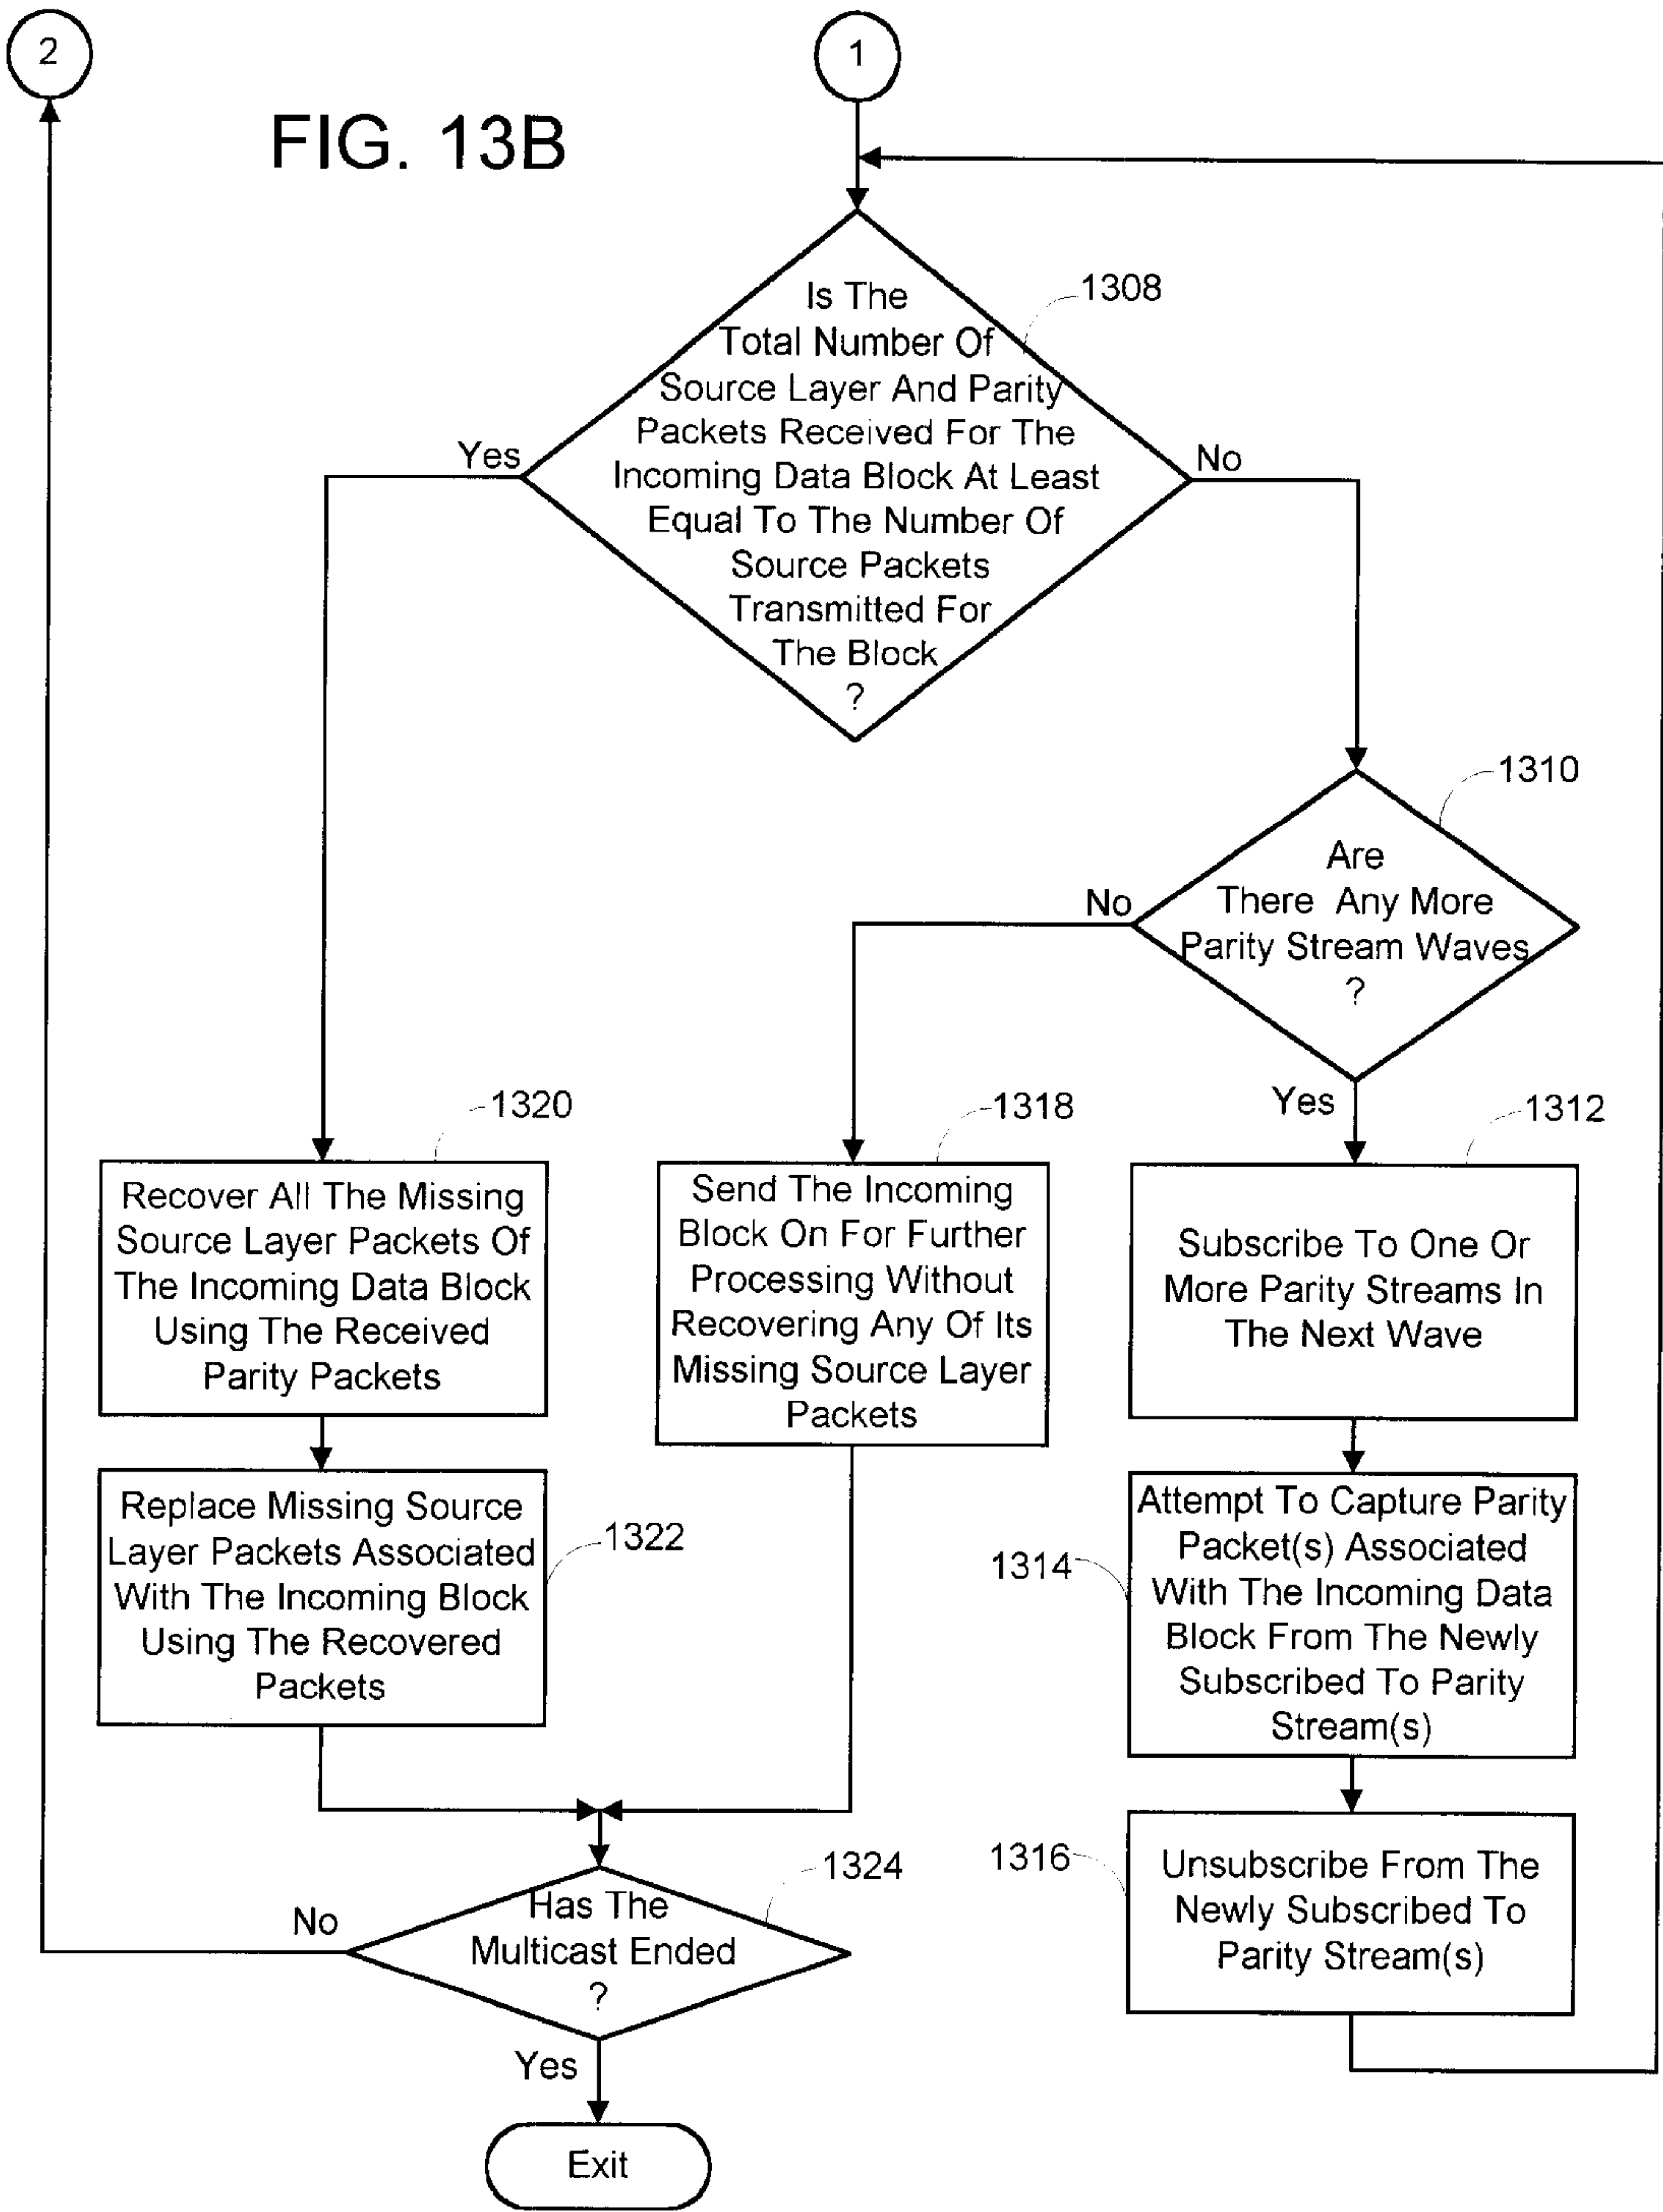 2
1
FIG. 13B
Is The
Total Number Of
Source Layer And Parity
Packets Received For The
Incoming Data Block At Least
Equal To The Number Of
Source Packets
Transmitted For
The Block
?
1308
Yes
No
1310
Are
There Any More
Parity Stream Waves
?
No
Yes
1320
1318
1312
Recover All The Missing
Source Layer Packets Of
The Incoming Data Block
Using The Received
Parity Packets
Send The Incoming
Block On For Further
Processing Without
Recovering Any Of Its
Missing Source Layer
Packets
Subscribe To One Or
More Parity Streams In
The Next Wave
Replace Missing Source
Layer Packets Associated
With The Incoming Block
Using The Recovered
Packets
1322
1314
Attempt To Capture Parity
Packet(s) Associated
With The Incoming Data
Block From The Newly
Subscribed To Parity
Stream(s)
1324
1316
Unsubscribe From The
Newly Subscribed To
Parity Stream(s)
Has The
Multicast Ended
?
No
Yes
Exit